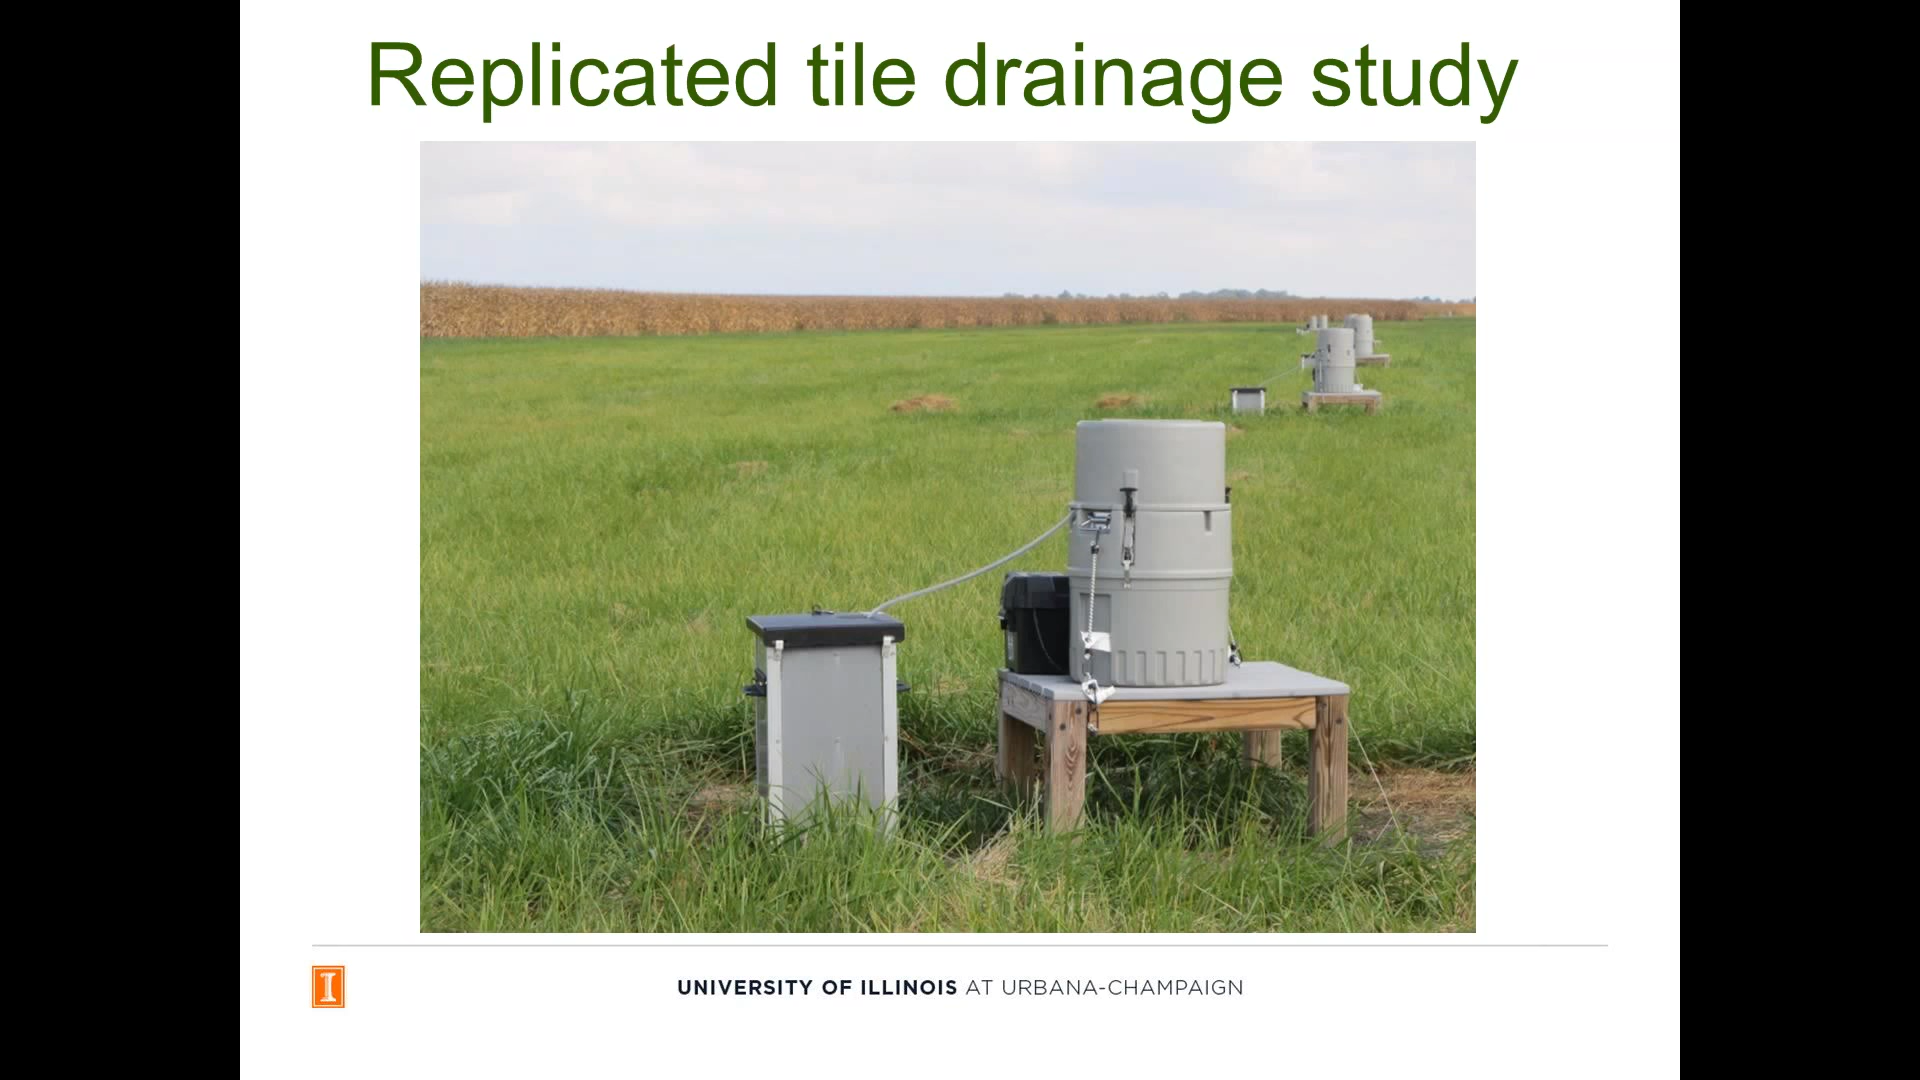 Replicated tile drainage study
I
UNIVERSITY OF ILLINOIS AT URBANA-CHAMPAIGN